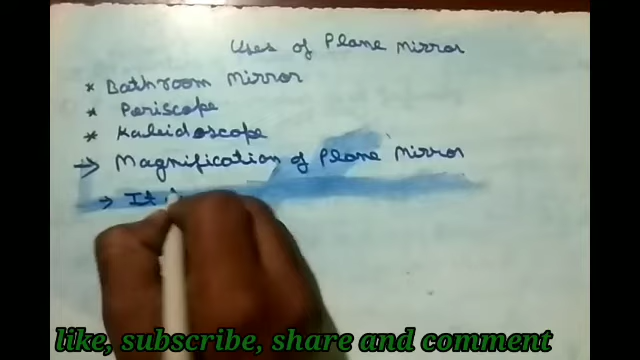 Uses of Plane Mirror
* Bathroom Mirror
* Periscope
* Kaleidoscope
→ Magnification of Plane Mirror
→ It i
like, subscribe, share and comment